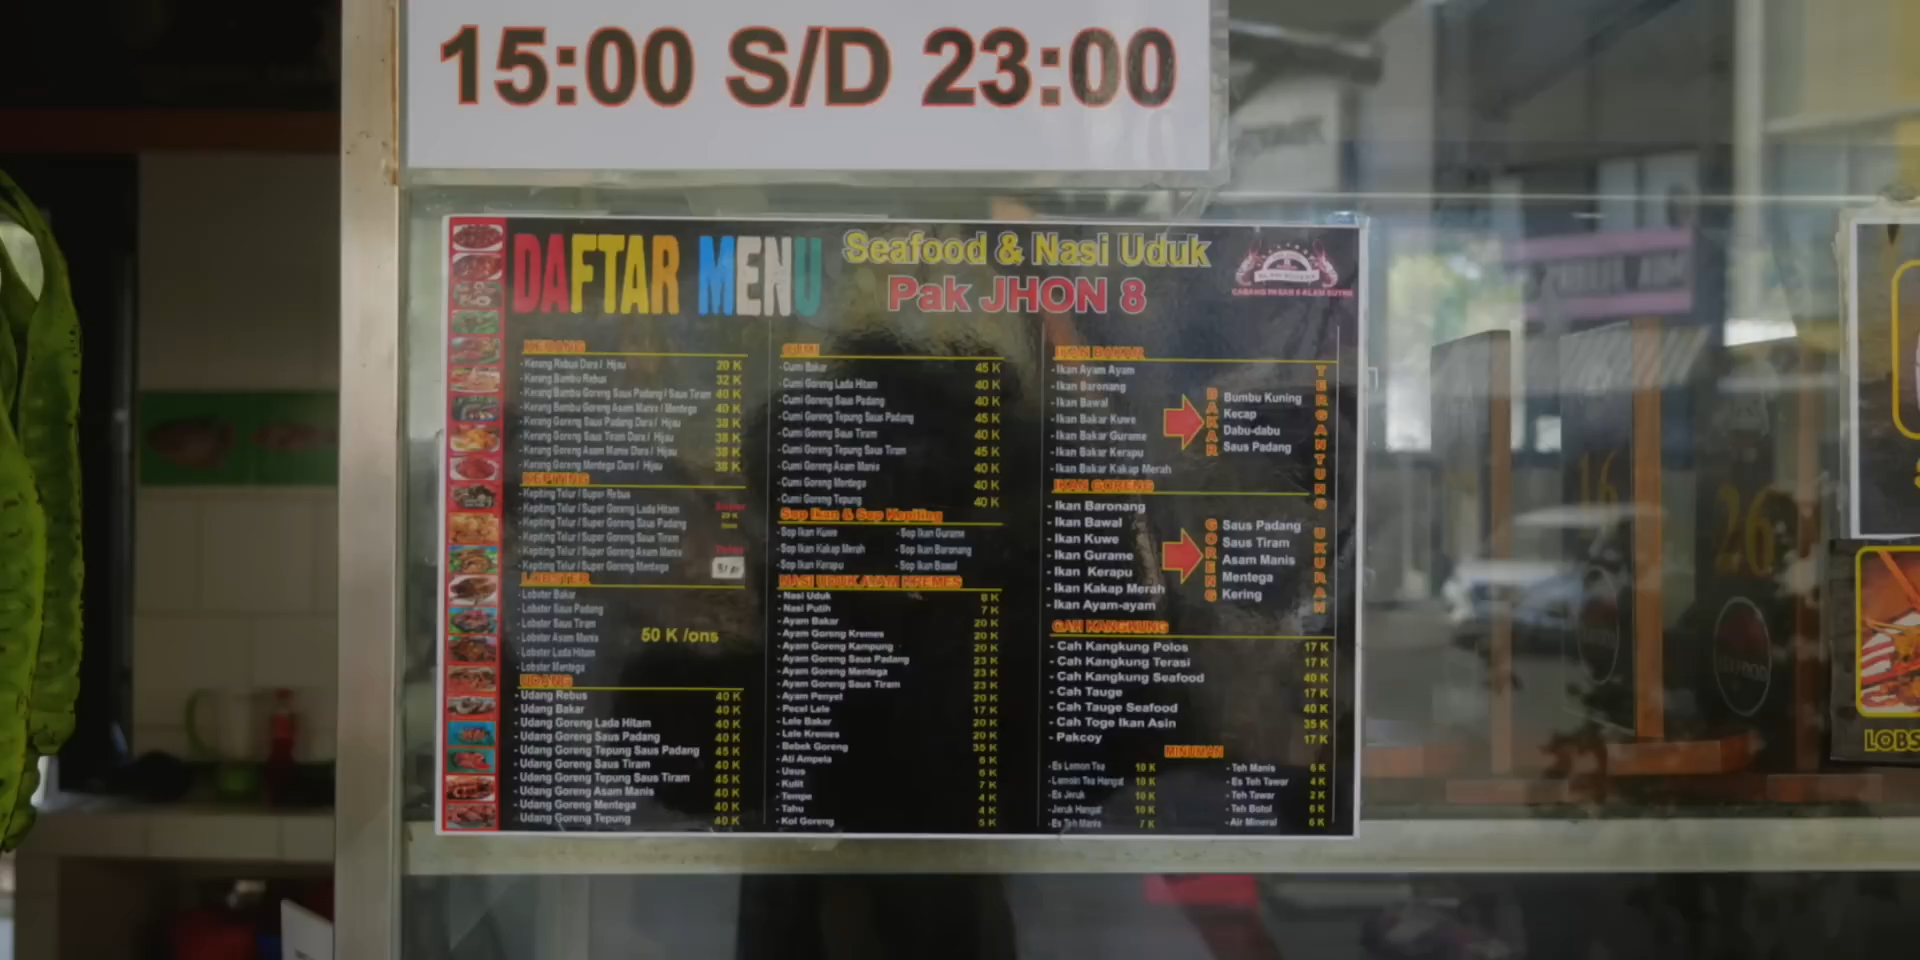 15:00 S/D 23:00
DAFTAR MENU
Seafood & Nasi Uduk
Pak JHON 8
KERANG
- Kerang Rebus Dara / Hijau 20 K
- Kerang Bambu Rebus 32 K
- Kerang Bambu Goreng Saus Padang / Saus Tiram 40 K
- Kerang Bambu Goreng Asam Manis / Mentega 40 K
- Kerang Goreng Saus Padang Dara / Hijau 38 K
- Kerang Goreng Saus Tiram Dara / Hijau 38 K
- Kerang Goreng Asam Manis Dara / Hijau 38 K
- Kerang Goreng Mentega Dara / Hijau 38 K
KEPITING
- Kepiting Telur / Super Rebus
- Kepiting Telur / Super Goreng Lada Hitam
- Kepiting Telur / Super Goreng Saus Padang
- Kepiting Telur / Super Goreng Saus Tiram
- Kepiting Telur / Super Goreng Asam Manis
- Kepiting Telur / Super Goreng Mentega
LOBSTER
- Lobster Bakar
- Lobster Saus Padang
- Lobster Saus Tiram
- Lobster Asam Manis
- Lobster Lada Hitam
- Lobster Mentega
50 K /ons
UDANG
- Udang Rebus 40 K
- Udang Bakar 40 K
- Udang Goreng Lada Hitam 40 K
- Udang Goreng Saus Padang 40 K
- Udang Goreng Tepung Saus Padang 45 K
- Udang Goreng Saus Tiram 40 K
- Udang Goreng Tepung Saus Tiram 45 K
- Udang Goreng Asam Manis 40 K
- Udang Goreng Mentega 40 K
- Udang Goreng Tepung 40 K
CUMI
- Cumi Bakar 45 K
- Cumi Goreng Lada Hitam 40 K
- Cumi Goreng Saus Padang 40 K
- Cumi Goreng Tepung Saus Padang 45 K
- Cumi Goreng Saus Tiram 40 K
- Cumi Goreng Tepung Saus Tiram 45 K
- Cumi Goreng Asam Manis 40 K
- Cumi Goreng Mentega 40 K
- Cumi Goreng Tepung 40 K
Sop Ikan & Sop Kepiting
- Sop Ikan Kuwe - Sop Ikan Gurame
- Sop Ikan Kakap Merah - Sop Ikan Baronang
- Sop Ikan Kerapu - Sop Ikan Bawal
NASI UDUK AYAM KREMES
- Nasi Uduk 8 K
- Nasi Putih 7 K
- Ayam Bakar 20 K
- Ayam Goreng Kremes 20 K
- Ayam Goreng Kampung 20 K
- Ayam Goreng Saus Padang 23 K
- Ayam Goreng Mentega 23 K
- Ayam Goreng Saus Tiram 23 K
- Ayam Penyet 20 K
- Pecel Lele 17 K
- Lele Bakar 20 K
- Lele Kremes 20 K
- Bebek Goreng 35 K
- Ati Ampela 6 K
- Usus 6 K
- Kulit 7 K
- Tempe 4 K
- Tahu 4 K
- Kol Goreng 5 K
IKAN BAKAR
- Ikan Ayam Ayam
- Ikan Baronang
- Ikan Bawal
- Ikan Bakar Kuwe
- Ikan Bakar Gurame
- Ikan Bakar Kerapu
- Ikan Bakar Kakap Merah
BAKAR
Bumbu Kuning
Kecap
Dabu-dabu
Saus Padang
TERGANTUNG UKURAN
IKAN GORENG
- Ikan Baronang
- Ikan Bawal
- Ikan Kuwe
- Ikan Gurame
- Ikan Kerapu
- Ikan Kakap Merah
- Ikan Ayam-ayam
GORENG
Saus Padang
Saus Tiram
Asam Manis
Mentega
Kering
CAH KANGKUNG
- Cah Kangkung Polos 17 K
- Cah Kangkung Terasi 17 K
- Cah Kangkung Seafood 40 K
- Cah Tauge 17 K
- Cah Tauge Seafood 40 K
- Cah Toge Ikan Asin 35 K
- Pakcoy 17 K
MINUMAN
- Es Lemon Tea 10 K
- Lemoin Tea Hangat 10 K
- Es Jeruk 10 K
- Jeruk Hangat 10 K
- Es Teh Manis 7 K
- Teh Manis 6 K
- Es Teh Tawar 4 K
- Teh Tawar 2 K
- Teh Botol 6 K
- Air Mineral 6 K
LOBS